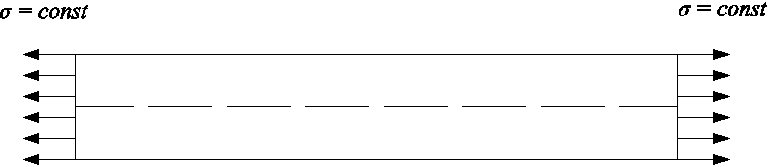 σ = const
σ = const